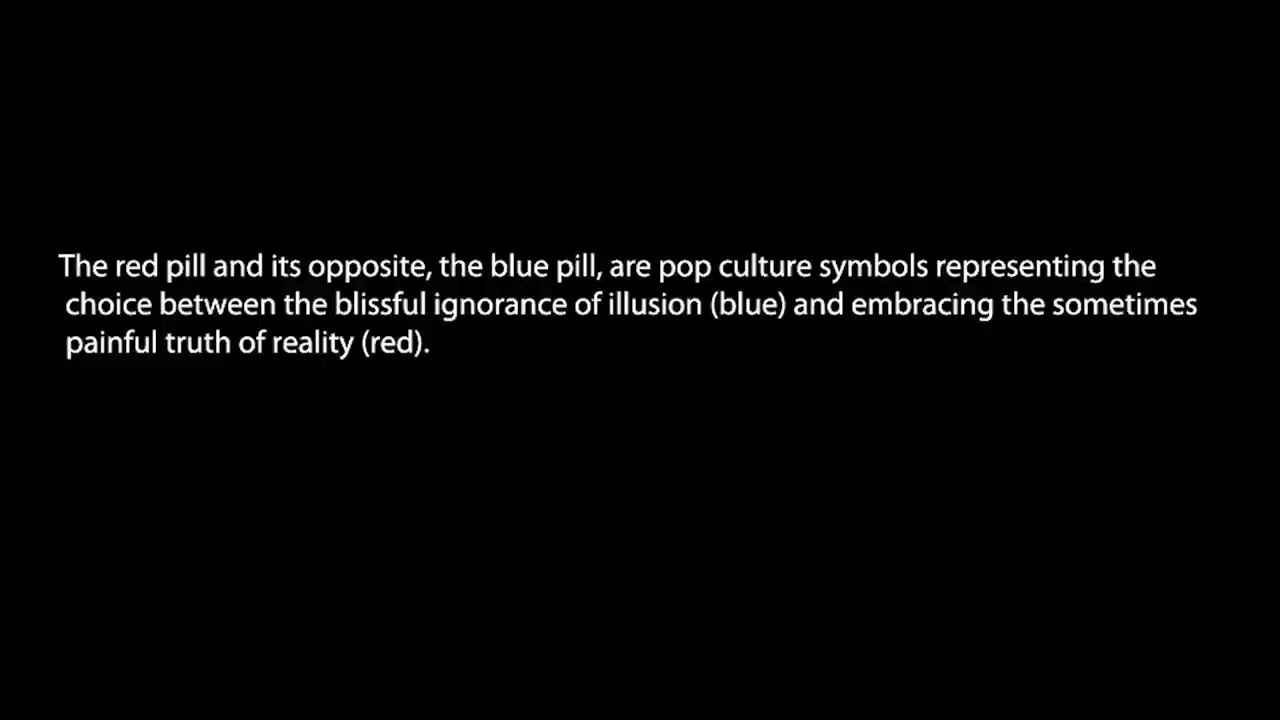 The red pill and its opposite, the blue pill, are pop culture symbols representing the
choice between the blissful ignorance of illusion (blue) and embracing the sometimes
painful truth of reality (red).